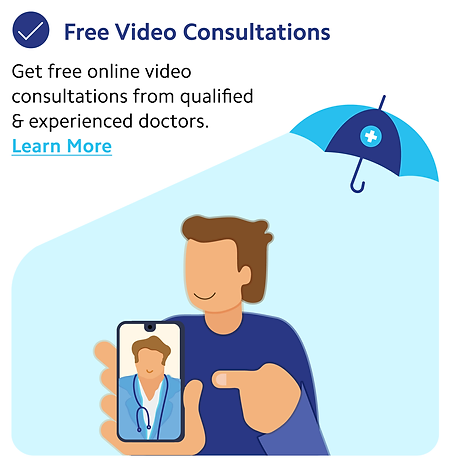 Free Video Consultations
Get free online video
consultations from qualified
& experienced doctors.
Learn More